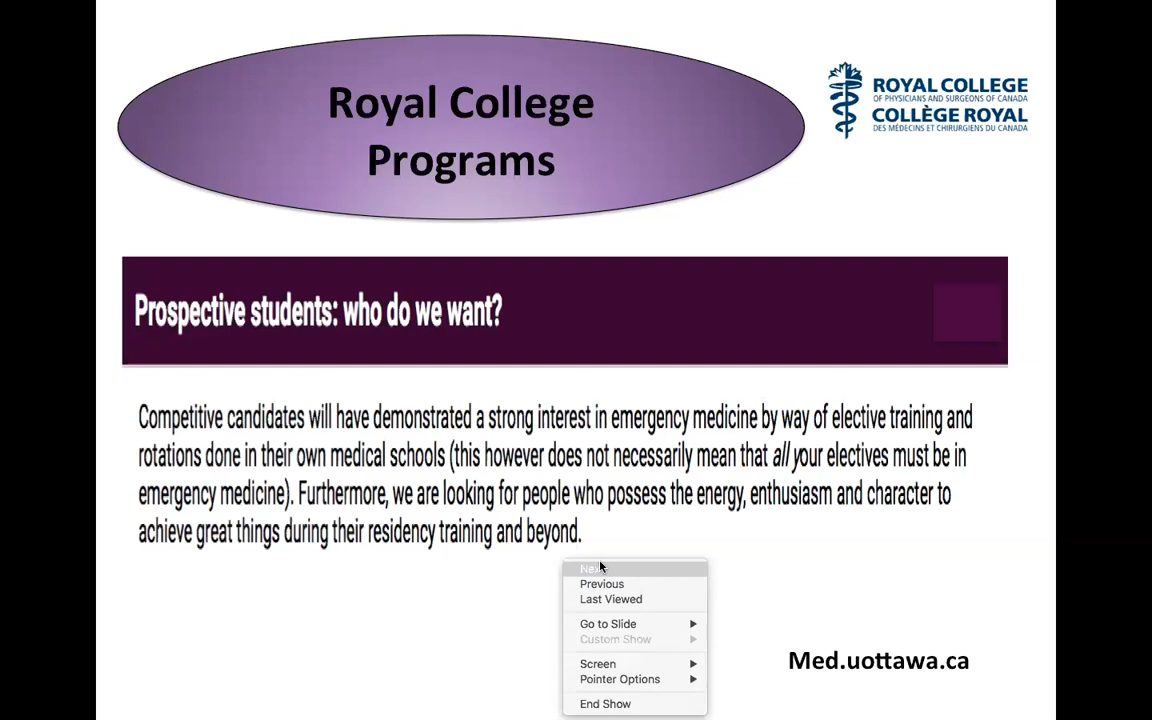 Royal College
Programs
ROYAL COLLEGE
OF PHYSICIANS AND SURGEONS OF CANADA
COLLÈGE ROYAL
DES MÉDECINS ET CHIRURGIENS DU CANADA
Prospective students: who do we want?
Competitive candidates will have demonstrated a strong interest in emergency medicine by way of elective training and
rotations done in their own medical schools (this however does not necessarily mean that all your electives must be in
emergency medicine). Furthermore, we are looking for people who possess the energy, enthusiasm and character to
achieve great things during their residency training and beyond.
Next
Previous
Last Viewed
Go to Slide
Custom Show
Screen
Pointer Options
End Show
Med.uottawa.ca